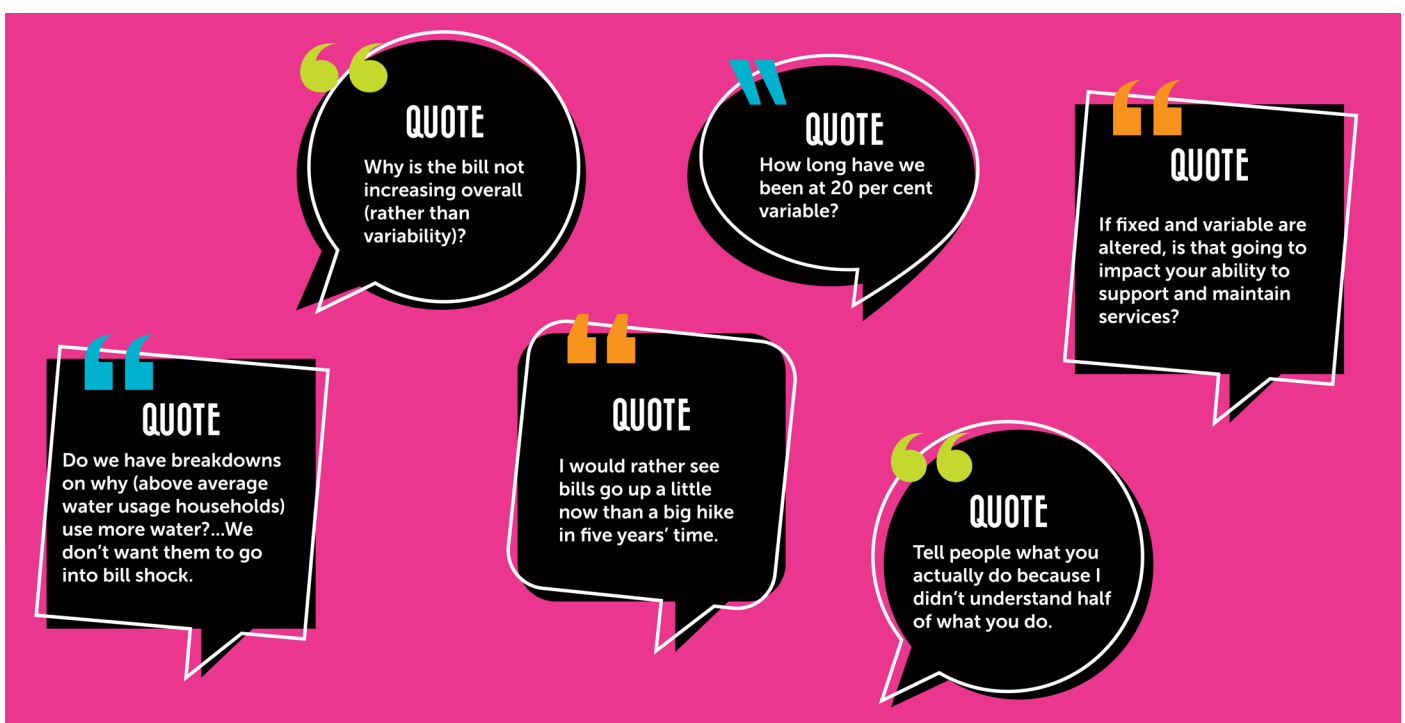 QUOTE
Why is the bill not
increasing overall
(rather than
variability)?
QUOTE
How long have we
been at 20 per cent
variable?
QUOTE
If fixed and variable are
altered, is that going to
impact your ability to
support and maintain
services?
QUOTE
Do we have breakdowns
on why (above average
water usage households)
use more water?...We
don’t want them to go
into bill shock.
QUOTE
I would rather see
bills go up a little
now than a big hike
in five years’ time.
QUOTE
Tell people what you
actually do because I
didn’t understand half
of what you do.